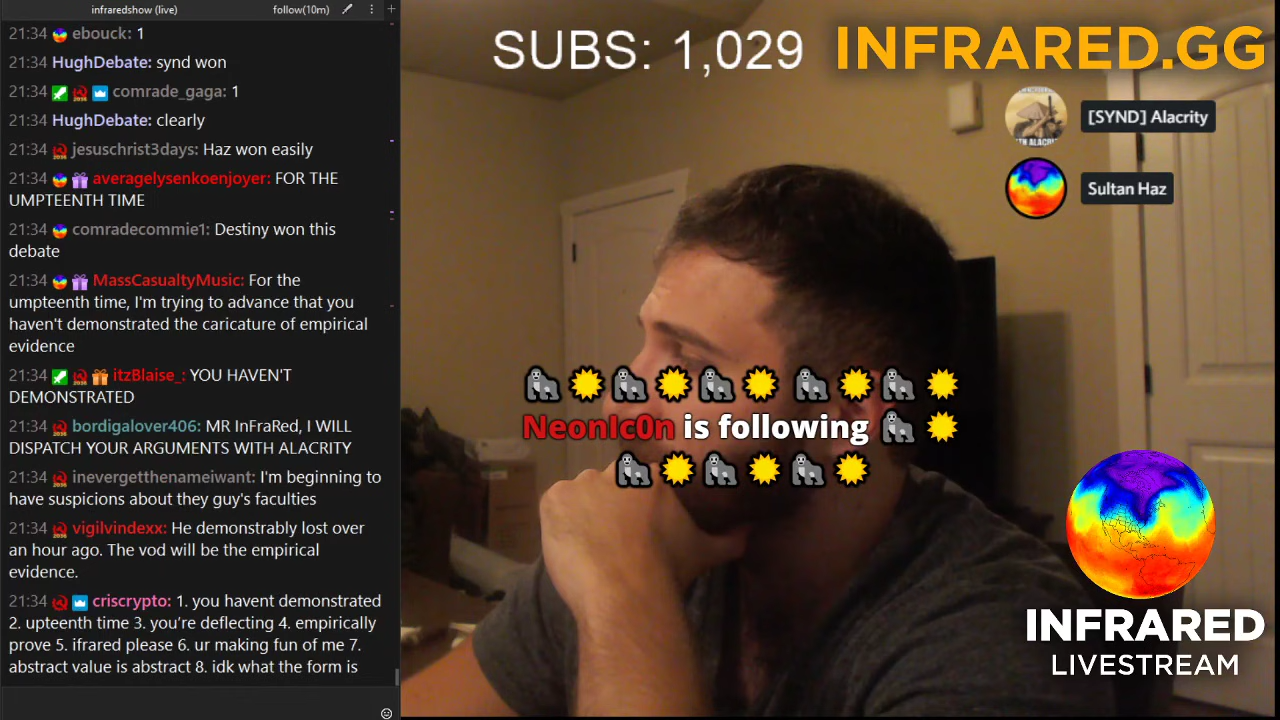 infraredshow (live)
follow(10m)
21:34 ebouck: 1
21:34 HughDebate: synd won
21:34 comrade_gaga: 1
21:34 HughDebate: clearly
21:34 jesuschrist3days: Haz won easily
21:34 averagelysenkoenjoyer: FOR THE
UMPTEENTH TIME
21:34 comradecommie1: Destiny won this
debate
21:34 MassCasualtyMusic: For the
umpteenth time, I'm trying to advance that you
haven't demonstrated the caricature of empirical
evidence
21:34 itzBlaise_: YOU HAVEN'T
DEMONSTRATED
21:34 bordigalover406: MR InFraRed, I WILL
DISPATCH YOUR ARGUMENTS WITH ALACRITY
21:34 inevergetthenameiwant: I'm beginning to
have suspicions about they guy's faculties
21:34 vigilvindexx: He demonstrably lost over
an hour ago. The vod will be the empirical
evidence.
21:34 criscrypto: 1. you havent demonstrated
2. upteenth time 3. you’re deflecting 4. empirically
prove 5. ifrared please 6. ur making fun of me 7.
abstract value is abstract 8. idk what the form is
SUBS: 1,029
INFRARED.GG
[SYND] Alacrity
Sultan Haz
NeonIc0n is following
INFRARED
LIVESTREAM